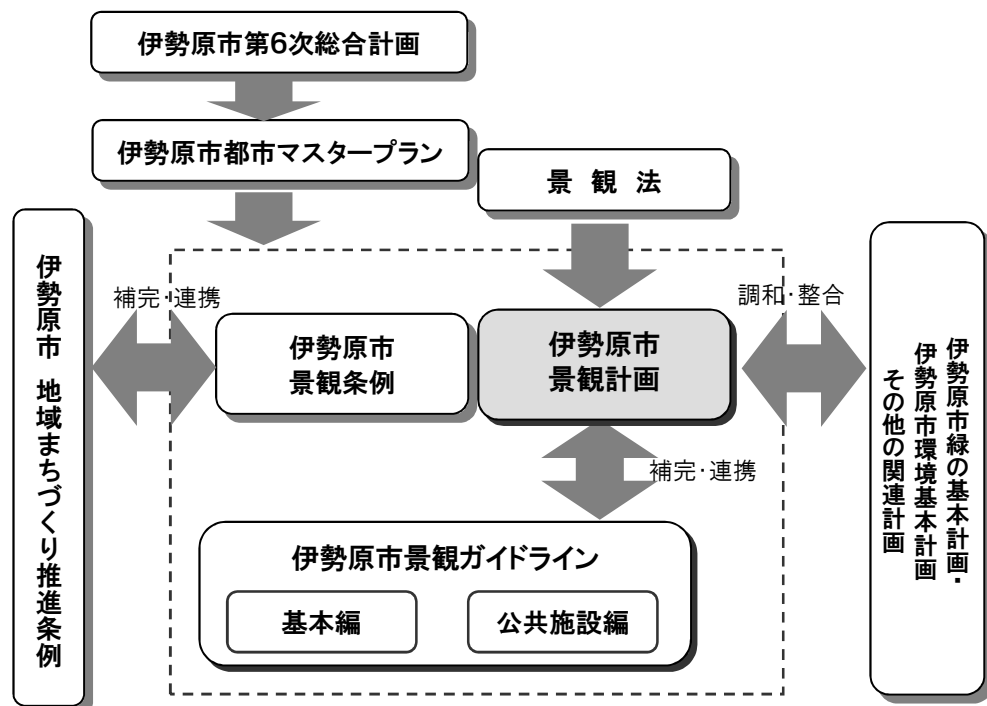 伊勢原市第6次総合計画
伊勢原市都市マスタープラン
景 観 法
伊勢原市 地域まちづくり推進条例
補完・連携
伊勢原市
景観条例
伊勢原市
景観計画
調和・整合
伊勢原市緑の基本計画・
伊勢原市環境基本計画
その他の関連計画
補完・連携
伊勢原市景観ガイドライン
基本編
公共施設編